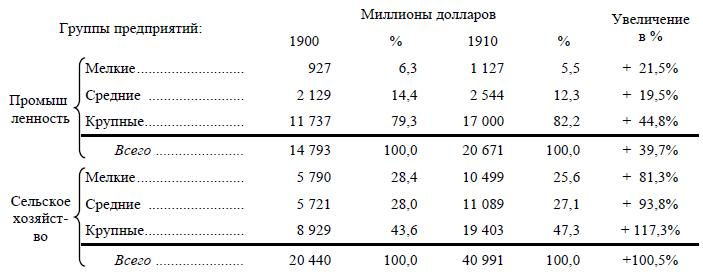 Группы предприятий: Миллионы долларов Увеличение в %
1900 % 1910 %
Промыш
ленность
Мелкие........................... 927 6,3 1 127 5,5 + 21,5%
Средние ........................ 2 129 14,4 2 544 12,3 + 19,5%
Крупные......................... 11 737 79,3 17 000 82,2 + 44,8%
Всего ...................... 14 793 100,0 20 671 100,0 + 39,7%
Сельское
хозяйст-
во
Мелкие........................... 5 790 28,4 10 499 25,6 + 81,3%
Средние ........................ 5 721 28,0 11 089 27,1 + 93,8%
Крупные......................... 8 929 43,6 19 403 47,3 + 117,3%
Всего ...................... 20 440 100,0 40 991 100,0 +100,5%